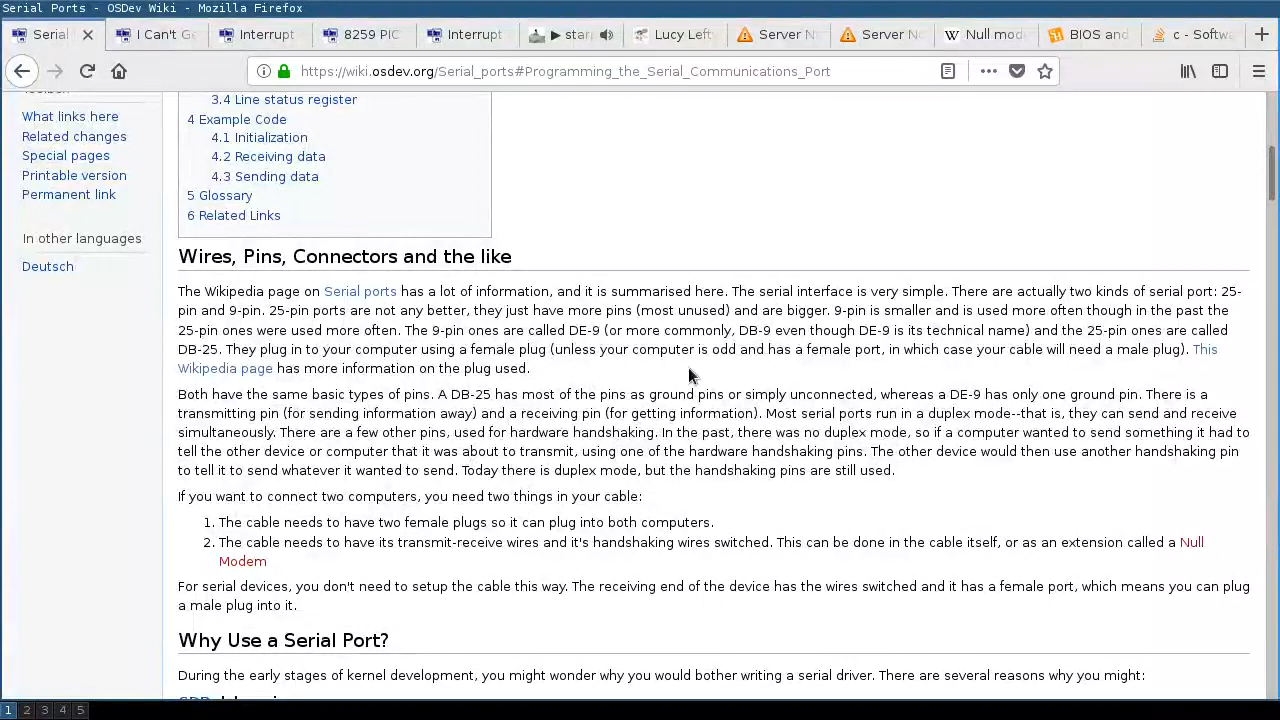 Serial Ports - OSDev Wiki - Mozilla Firefox
Serial
I Can't G
Interrupt
8259 PIC
Interrupt
star
Lucy Left
Server N
Server N
Null mod
BIOS and
c - Softwa
https://wiki.osdev.org/Serial_ports#Programming_the_Serial_Communications_Port
What links here
Related changes
Special pages
Printable version
Permanent link
In other languages
Deutsch
3.4 Line status register
4 Example Code
4.1 Initialization
4.2 Receiving data
4.3 Sending data
5 Glossary
6 Related Links
Wires, Pins, Connectors and the like
The Wikipedia page on Serial ports has a lot of information, and it is summarised here. The serial interface is very simple. There are actually two kinds of serial port: 25-
pin and 9-pin. 25-pin ports are not any better, they just have more pins (most unused) and are bigger. 9-pin is smaller and is used more often though in the past the
25-pin ones were used more often. The 9-pin ones are called DE-9 (or more commonly, DB-9 even though DE-9 is its technical name) and the 25-pin ones are called
DB-25. They plug in to your computer using a female plug (unless your computer is odd and has a female port, in which case your cable will need a male plug). This
Wikipedia page has more information on the plug used.
Both have the same basic types of pins. A DB-25 has most of the pins as ground pins or simply unconnected, whereas a DE-9 has only one ground pin. There is a
transmitting pin (for sending information away) and a receiving pin (for getting information). Most serial ports run in a duplex mode--that is, they can send and receive
simultaneously. There are a few other pins, used for hardware handshaking. In the past, there was no duplex mode, so if a computer wanted to send something it had to
tell the other device or computer that it was about to transmit, using one of the hardware handshaking pins. The other device would then use another handshaking pin
to tell it to send whatever it wanted to send. Today there is duplex mode, but the handshaking pins are still used.
If you want to connect two computers, you need two things in your cable:
1. The cable needs to have two female plugs so it can plug into both computers.
2. The cable needs to have its transmit-receive wires and it's handshaking wires switched. This can be done in the cable itself, or as an extension called a Null
Modem
For serial devices, you don't need to setup the cable this way. The receiving end of the device has the wires switched and it has a female port, which means you can plug
a male plug into it.
Why Use a Serial Port?
During the early stages of kernel development, you might wonder why you would bother writing a serial driver. There are several reasons why you might:
1 2 3 4 5